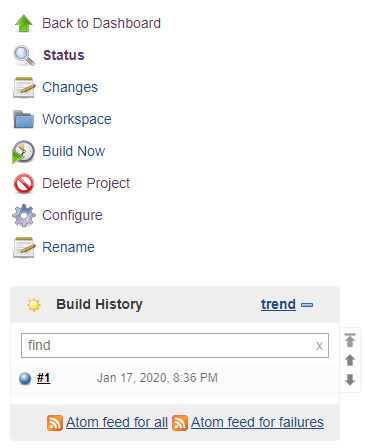 Back to Dashboard
Status
Changes
Workspace
Build Now
Delete Project
Configure
Rename
Build History trend
find x
#1 Jan 17, 2020, 8:36 PM
Atom feed for all Atom feed for failures